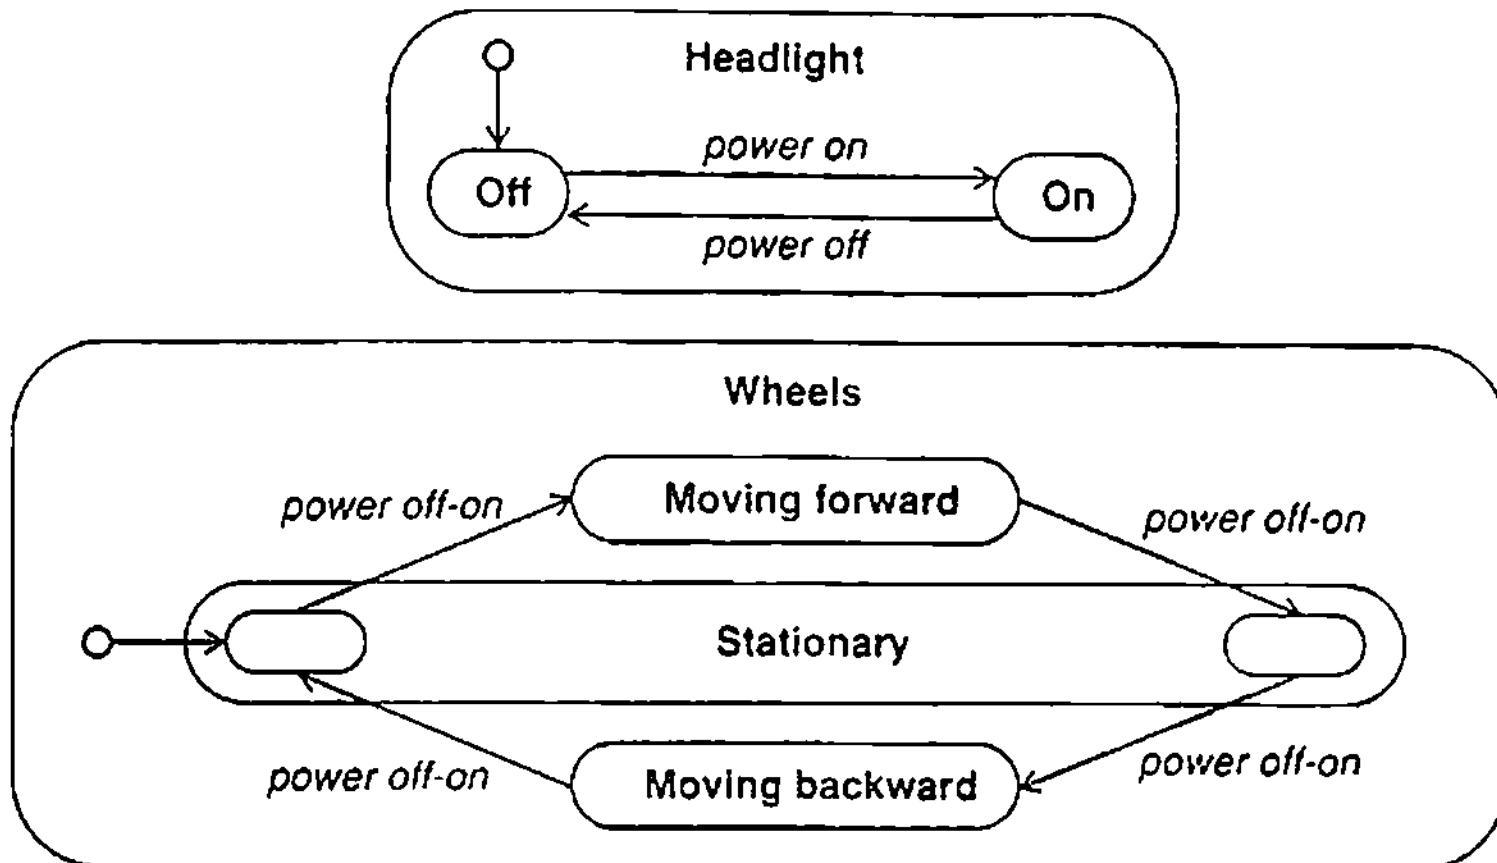 Headlight
power on
Off
On
power off
Wheels
Moving forward
power off-on
power off-on
Stationary
power off-on
power off-on
Moving backward